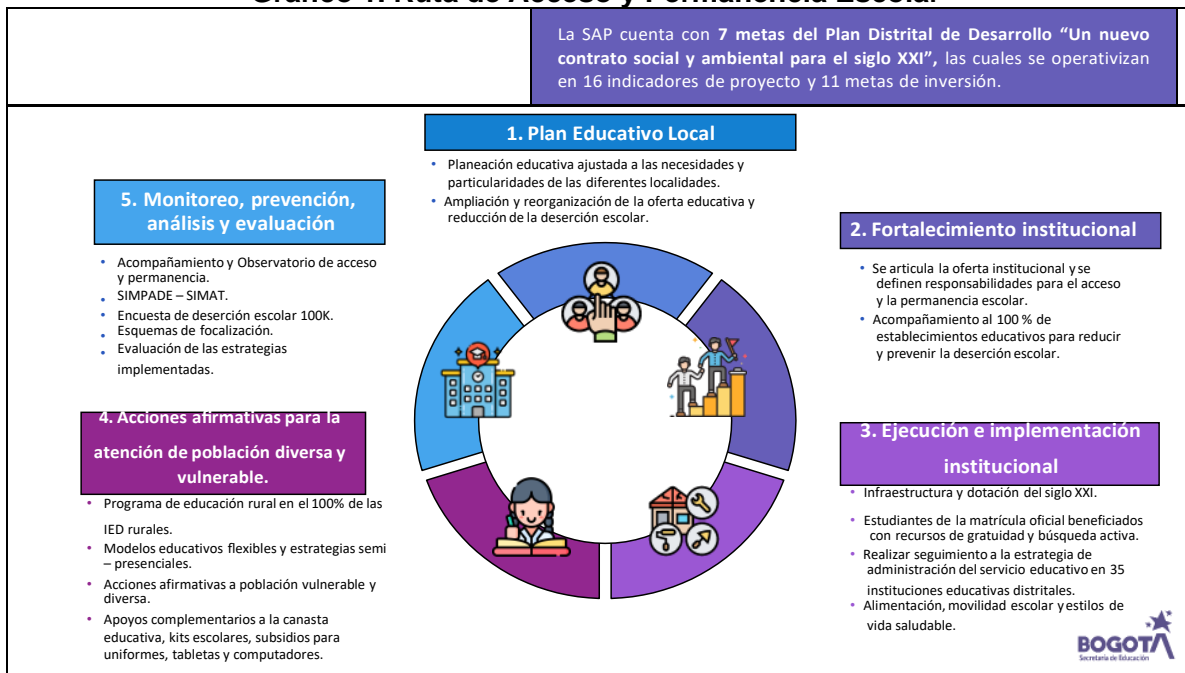 Gráfico 1. Ruta de Acceso y Permanencia Escolar
La SAP cuenta con 7 metas del Plan Distrital de Desarrollo “Un nuevo
contrato social y ambiental para el siglo XXI”, las cuales se operativizan
en 16 indicadores de proyecto y 11 metas de inversión.
1. Plan Educativo Local
• Planeación educativa ajustada a las necesidades y
particularidades de las diferentes localidades.
• Ampliación y reorganización de la oferta educativa y
reducción de la deserción escolar.
2. Fortalecimiento institucional
• Se articula la oferta institucional y se
definen responsabilidades para el acceso
y la permanencia escolar.
• Acompañamiento al 100 % de
establecimientos educativos para reducir
y prevenir la deserción escolar.
3. Ejecución e implementación
institucional
• Infraestructura y dotación del siglo XXI.
• Estudiantes de la matrícula oficial beneficiados
con recursos de gratuidad y búsqueda activa.
• Realizar seguimiento a la estrategia de
administración del servicio educativo en 35
instituciones educativas distritales.
• Alimentación, movilidad escolar y estilos de
vida saludable.
4. Acciones afirmativas para la
atención de población diversa y
vulnerable.
• Programa de educación rural en el 100% de las
IED rurales.
• Modelos educativos flexibles y estrategias semi
– presenciales.
• Acciones afirmativas a población vulnerable y
diversa.
• Apoyos complementarios a la canasta
educativa, kits escolares, subsidios para
uniformes, tabletas y computadores.
5. Monitoreo, prevención,
análisis y evaluación
• Acompañamiento y Observatorio de acceso
y permanencia.
• SIMPADE – SIMAT.
• Encuesta de deserción escolar 100K.
• Esquemas de focalización.
• Evaluación de las estrategias
implementadas.
BOGOTÁ
Secretaría de Educación